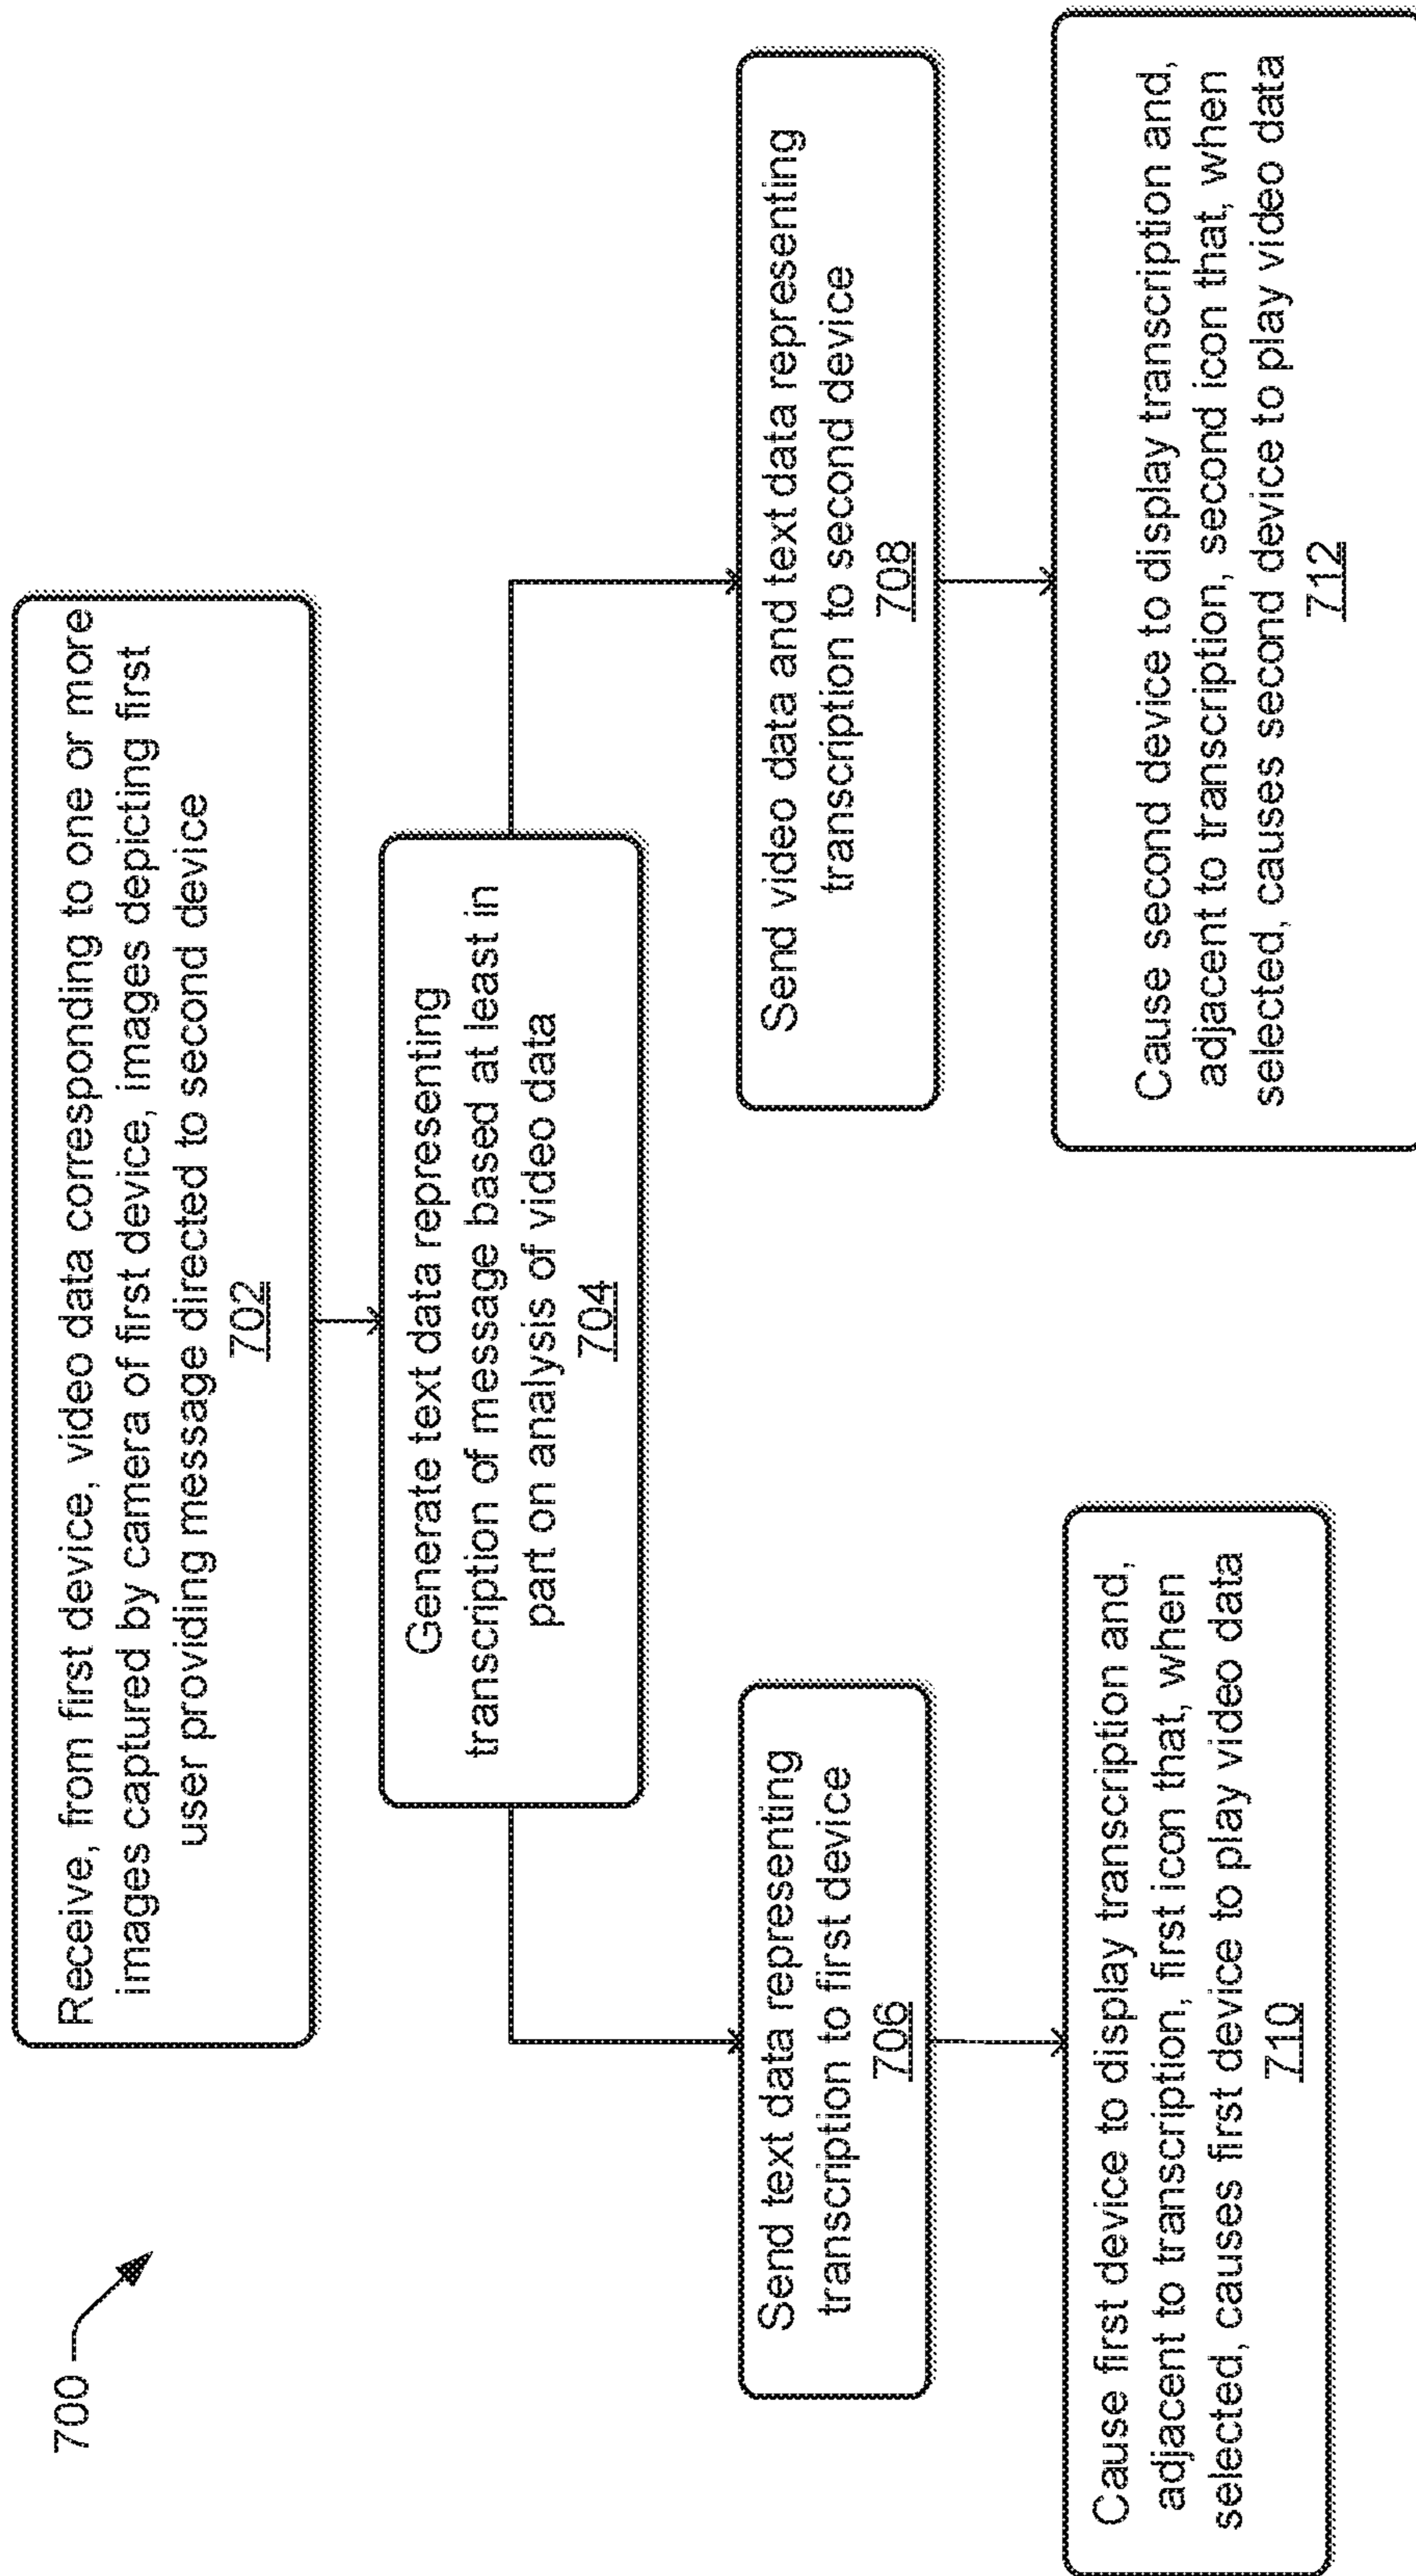 700
Receive, from first device, video data corresponding to one or more
images captured by camera of first device, images depicting first
user providing message directed to second device
702
Generate text data representing
transcription of message based at least in
part on analysis of video data
704
Send text data representing
transcription to first device
706
Send video data and text data representing
transcription to second device
708
Cause first device to display transcription and,
adjacent to transcription, first icon that, when
selected, causes first device to play video data
710
Cause second device to display transcription and,
adjacent to transcription, second icon that, when
selected, causes second device to play video data
712